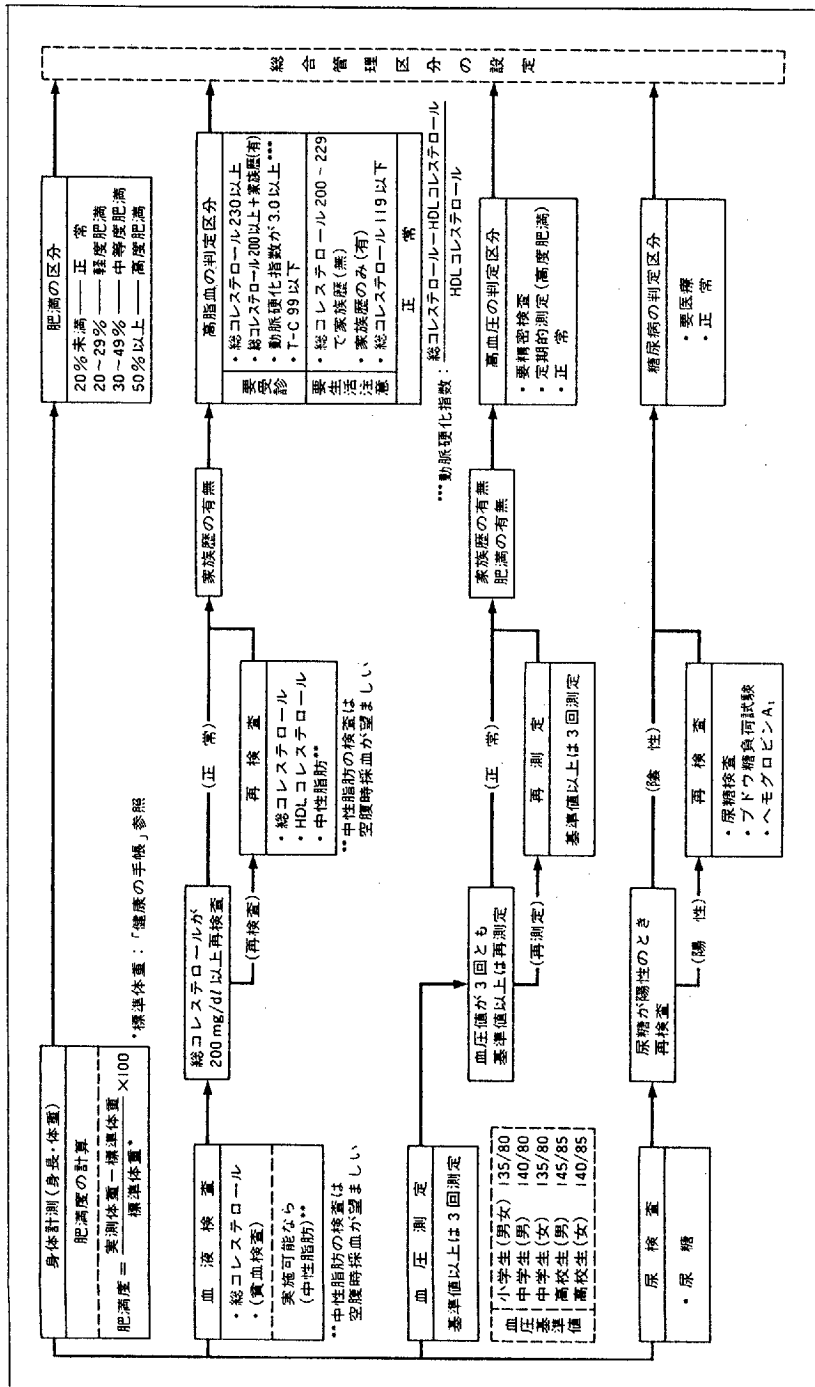 身体計測(身長・体重)
肥満度の計算
肥満度＝(実測体重－標準体重)/標準体重*×100
*標準体重：「健康の手帳」参照
肥満の区分
20％未満――正　常
20～29％――軽度肥満
30～49％――中等度肥満
50％以上――高度肥満
血　液　検　査
・総コレステロール
・(貧血検査)
実施可能なら
(中性脂肪)**
**中性脂肪の検査は
空腹時採血が望ましい
総コレステロールが
200 mg/dl 以上再検査
(正　常)
(再検査)
再　検　査
・総コレステロール
・HDLコレステロール
・中性脂肪**
**中性脂肪の検査は
空腹時採血が望ましい
家族歴の有無
高脂血の判定区分
要受診
・総コレステロール230以上
・総コレステロール200以上＋家族歴(有)
・動脈硬化指数が3.0以上***
・T-C 99以下
要生活注意
・総コレステロール200～229
で家族歴(無)
・家族歴のみ(有)
・総コレステロール119以下
正　常
***動脈硬化指数：(総コレステロール－HDLコレステロール)/HDLコレステロール
血　圧　測　定
基準値以上は3回測定
血圧基準値
小学生(男女) 135/80
中学生(男) 140/80
中学生(女) 135/80
高校生(男) 145/85
高校生(女) 140/85
血圧値が3回とも
基準値以上は再測定
(正　常)
(再測定)
再　測　定
基準値以上は3回測定
家族歴の有無
肥満の有無
高血圧の判定区分
・要精密検査
・定期的測定(高度肥満)
・正　常
尿　検　査
・尿　糖
尿糖が陽性のとき
再検査
(陰　性)
(陽　性)
再　検　査
・尿糖検査
・ブドウ糖負荷試験
・ヘモグロビンA₁
糖尿病の判定区分
・要医療
・正　常
総合管理区分の設定